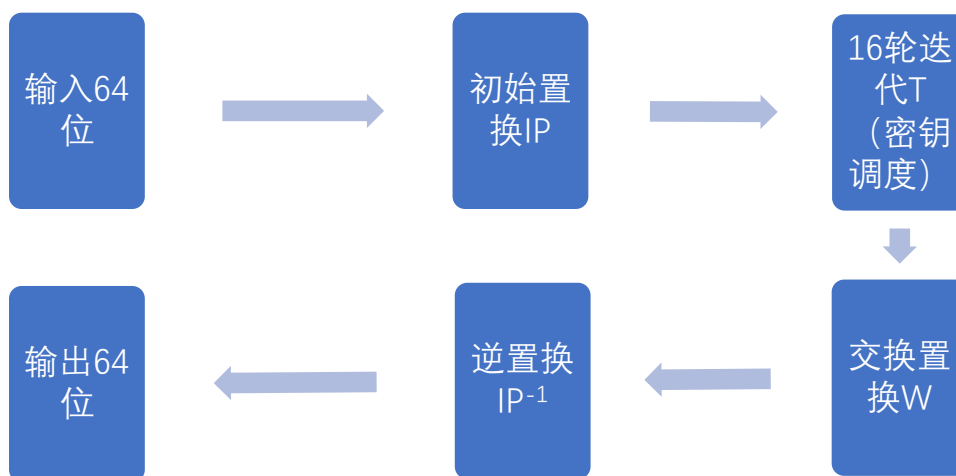 输入64
位
初始置
换IP
16轮迭
代T
（密钥
调度）
交换置
换W
逆置换
IP-1
输出64
位